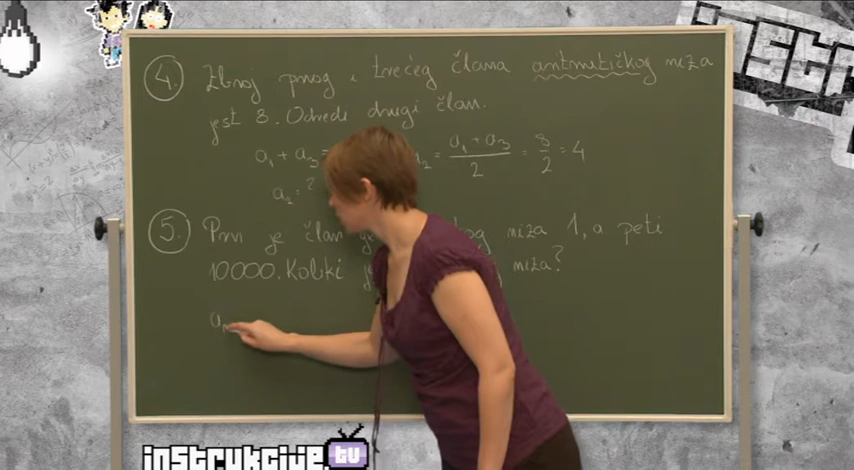 4. Zbroj prvog i trećeg člana aritmetičkog niza
jest 8. Odredi drugi član.
a₁ + a₃ = a₂ = (a₁ + a₃)/2 = 8/2 = 4
a₂ = ?
5. Prvi je član niza 1, a peti
10000. Koliki niza?
a
instrukcije tv